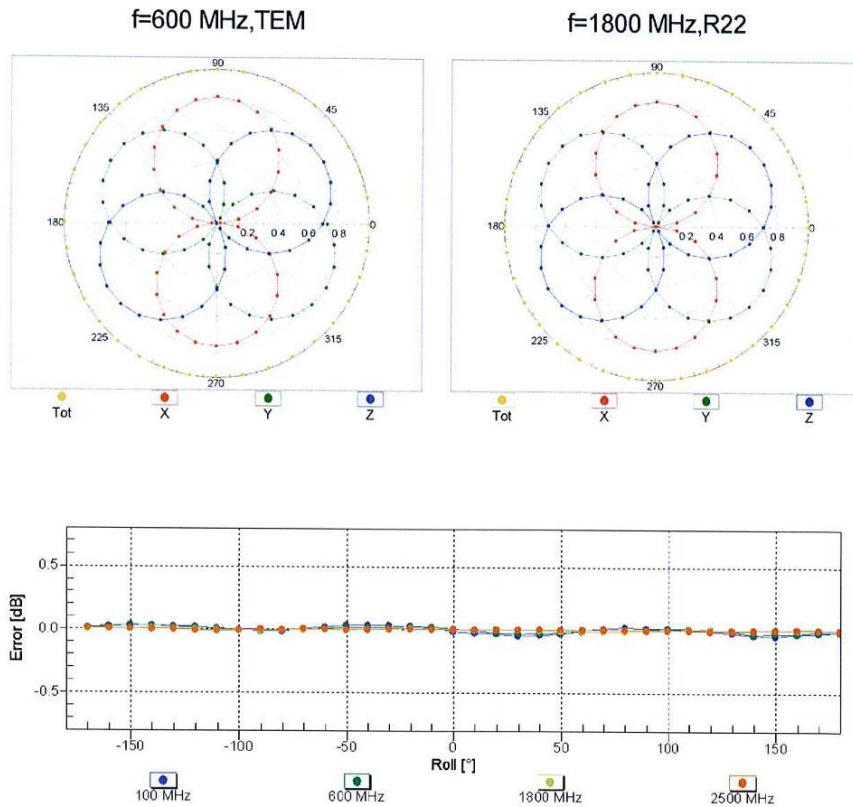 f=600 MHz,TEM
f=1800 MHz,R22
90
135
45
180
0.2 0.4 0.6 0.8
0
225
315
270
Tot X Y Z
90
135
45
180
0.2 0.4 0.6 0.8
0
225
315
270
Tot X Y Z
Error [dB]
0.5
0.0
-0.5
-150 -100 -50 0 50 100 150
Roll [°]
100 MHz 600 MHz 1800 MHz 2500 MHz